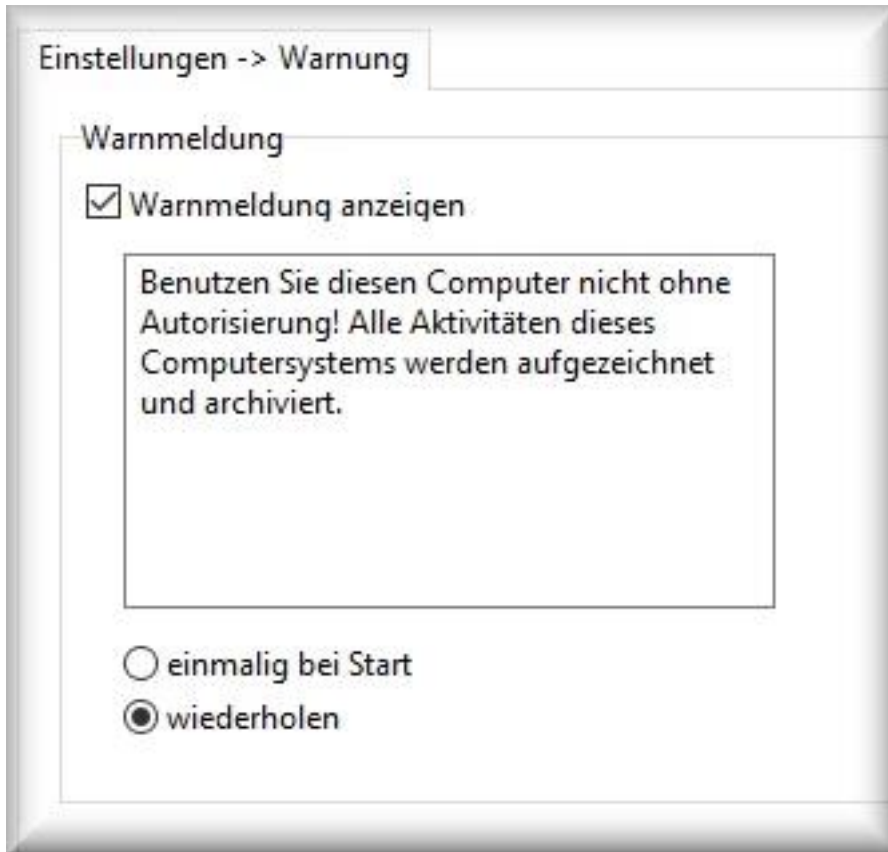 Einstellungen -> Warnung
Warnmeldung
Warnmeldung anzeigen
Benutzen Sie diesen Computer nicht ohne
Autorisierung! Alle Aktivitäten dieses
Computersystems werden aufgezeichnet
und archiviert.
einmalig bei Start
wiederholen